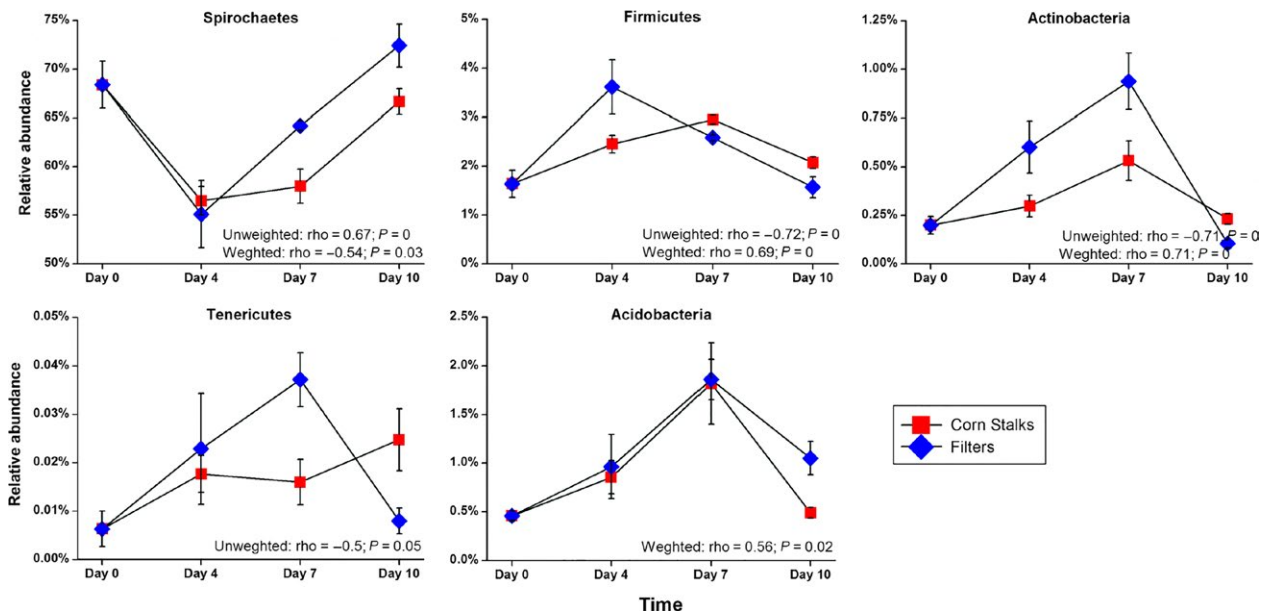 Spirochaetes
75%
70%
65%
60%
55%
50%
Relative abundance
Unweighted: rho = 0.67; P = 0
Weghted: rho = −0.54; P = 0.03
Day 0 Day 4 Day 7 Day 10
Firmicutes
5%
4%
3%
2%
1%
0%
Unweighted: rho = −0.72; P = 0
Weghted: rho = 0.69; P = 0
Day 0 Day 4 Day 7 Day 10
Actinobacteria
1.25%
1.00%
0.75%
0.50%
0.25%
0.00%
Unweighted: rho = −0.71; P = 0
Weghted: rho = 0.71; P = 0
Day 0 Day 4 Day 7 Day 10
Tenericutes
0.05%
0.04%
0.03%
0.02%
0.01%
0.00%
Relative abundance
Unweighted: rho = −0.5; P = 0.05
Day 0 Day 4 Day 7 Day 10
Acidobacteria
2.5%
2.0%
1.5%
1.0%
0.5%
0.0%
Weghted: rho = 0.56; P = 0.02
Day 0 Day 4 Day 7 Day 10
Corn Stalks
Filters
Time